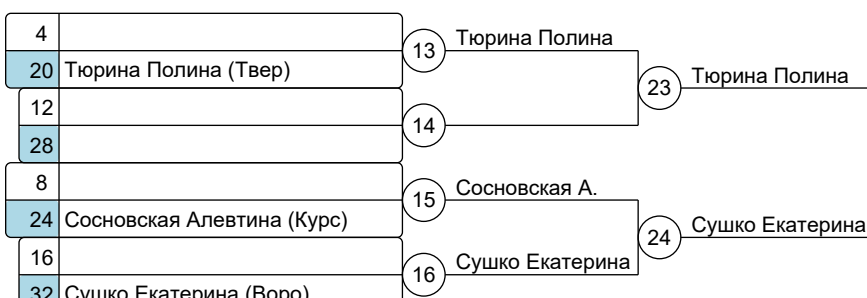 4
13 Тюрина Полина
20 Тюрина Полина (Твер)
23 Тюрина Полина
12
14
28
8
15 Сосновская А.
24 Сосновская Алевтина (Курс)
24 Сушко Екатерина
16
16 Сушко Екатерина
32 Сушко Екатерина (Воро)